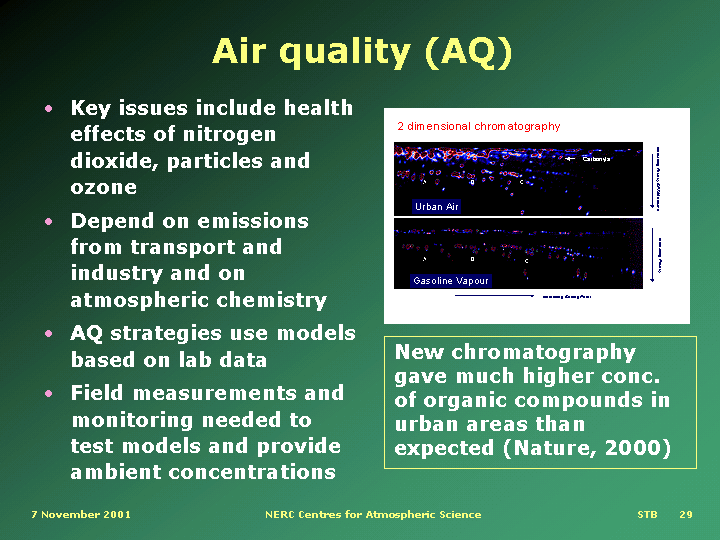 Air quality (AQ)
• Key issues include health
effects of nitrogen
dioxide, particles and
ozone
• Depend on emissions
from transport and
industry and on
atmospheric chemistry
• AQ strategies use models
based on lab data
• Field measurements and
monitoring needed to
test models and provide
ambient concentrations
2 dimensional chromatography
Carbonyls
A B C
Urban Air
A B C
Gasoline Vapour
New chromatography
gave much higher conc.
of organic compounds in
urban areas than
expected (Nature, 2000)
7 November 2001 NERC Centres for Atmospheric Science STB 29